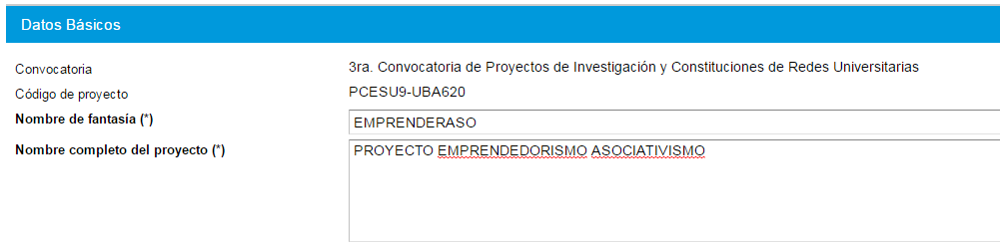 Datos Básicos
Convocatoria 3ra. Convocatoria de Proyectos de Investigación y Constituciones de Redes Universitarias
Código de proyecto PCESU9-UBA620
Nombre de fantasía (*) EMPRENDERASO
Nombre completo del proyecto (*) PROYECTO EMPRENDEDORISMO ASOCIATIVISMO